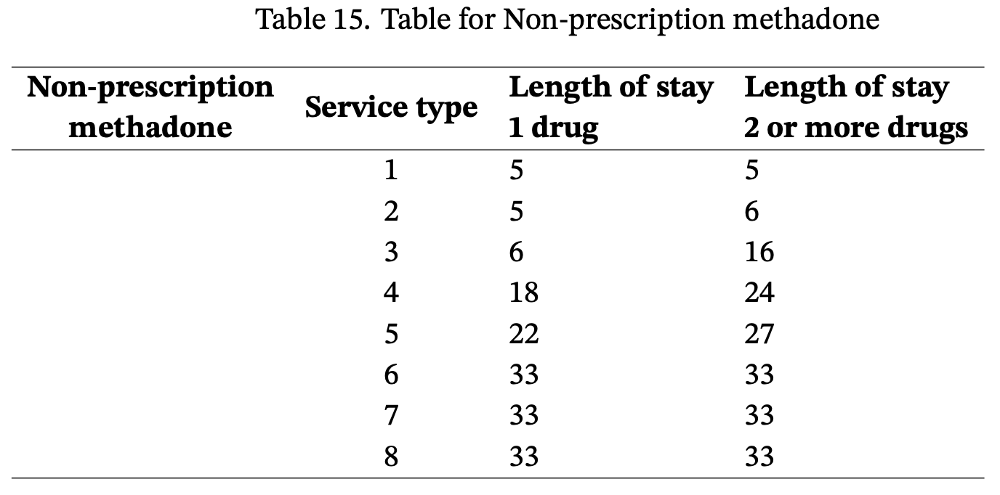 Table 15. Table for Non-prescription methadone
Non-prescription methadone Service type Length of stay 1 drug Length of stay 2 or more drugs
1 5 5
2 5 6
3 6 16
4 18 24
5 22 27
6 33 33
7 33 33
8 33 33